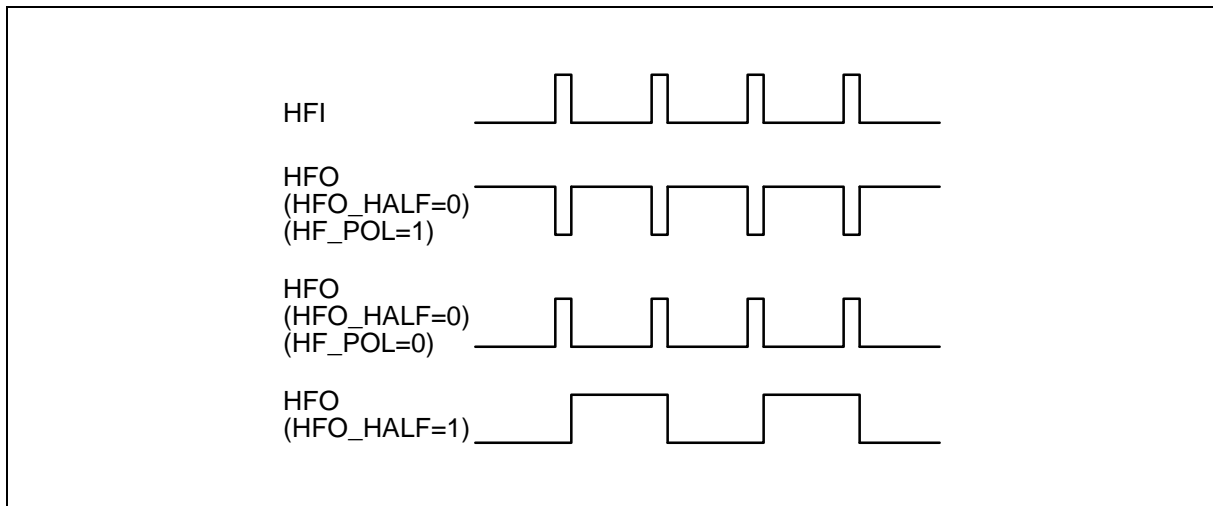 HFI
HFO
(HFO_HALF=0)
(HF_POL=1)
HFO
(HFO_HALF=0)
(HF_POL=0)
HFO
(HFO_HALF=1)